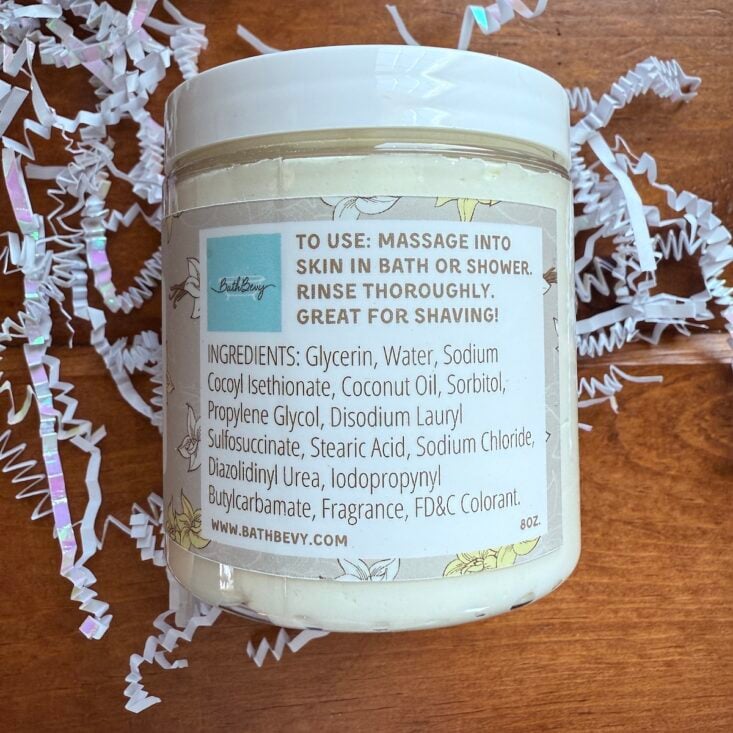 BathBevy
TO USE: MASSAGE INTO
SKIN IN BATH OR SHOWER.
RINSE THOROUGHLY.
GREAT FOR SHAVING!
INGREDIENTS: Glycerin, Water, Sodium
Cocoyl Isethionate, Coconut Oil, Sorbitol,
Propylene Glycol, Disodium Lauryl
Sulfosuccinate, Stearic Acid, Sodium Chloride,
Diazolidinyl Urea, Iodopropynyl
Butylcarbamate, Fragrance, FD&C Colorant.
WWW.BATHBEVY.COM
8OZ.